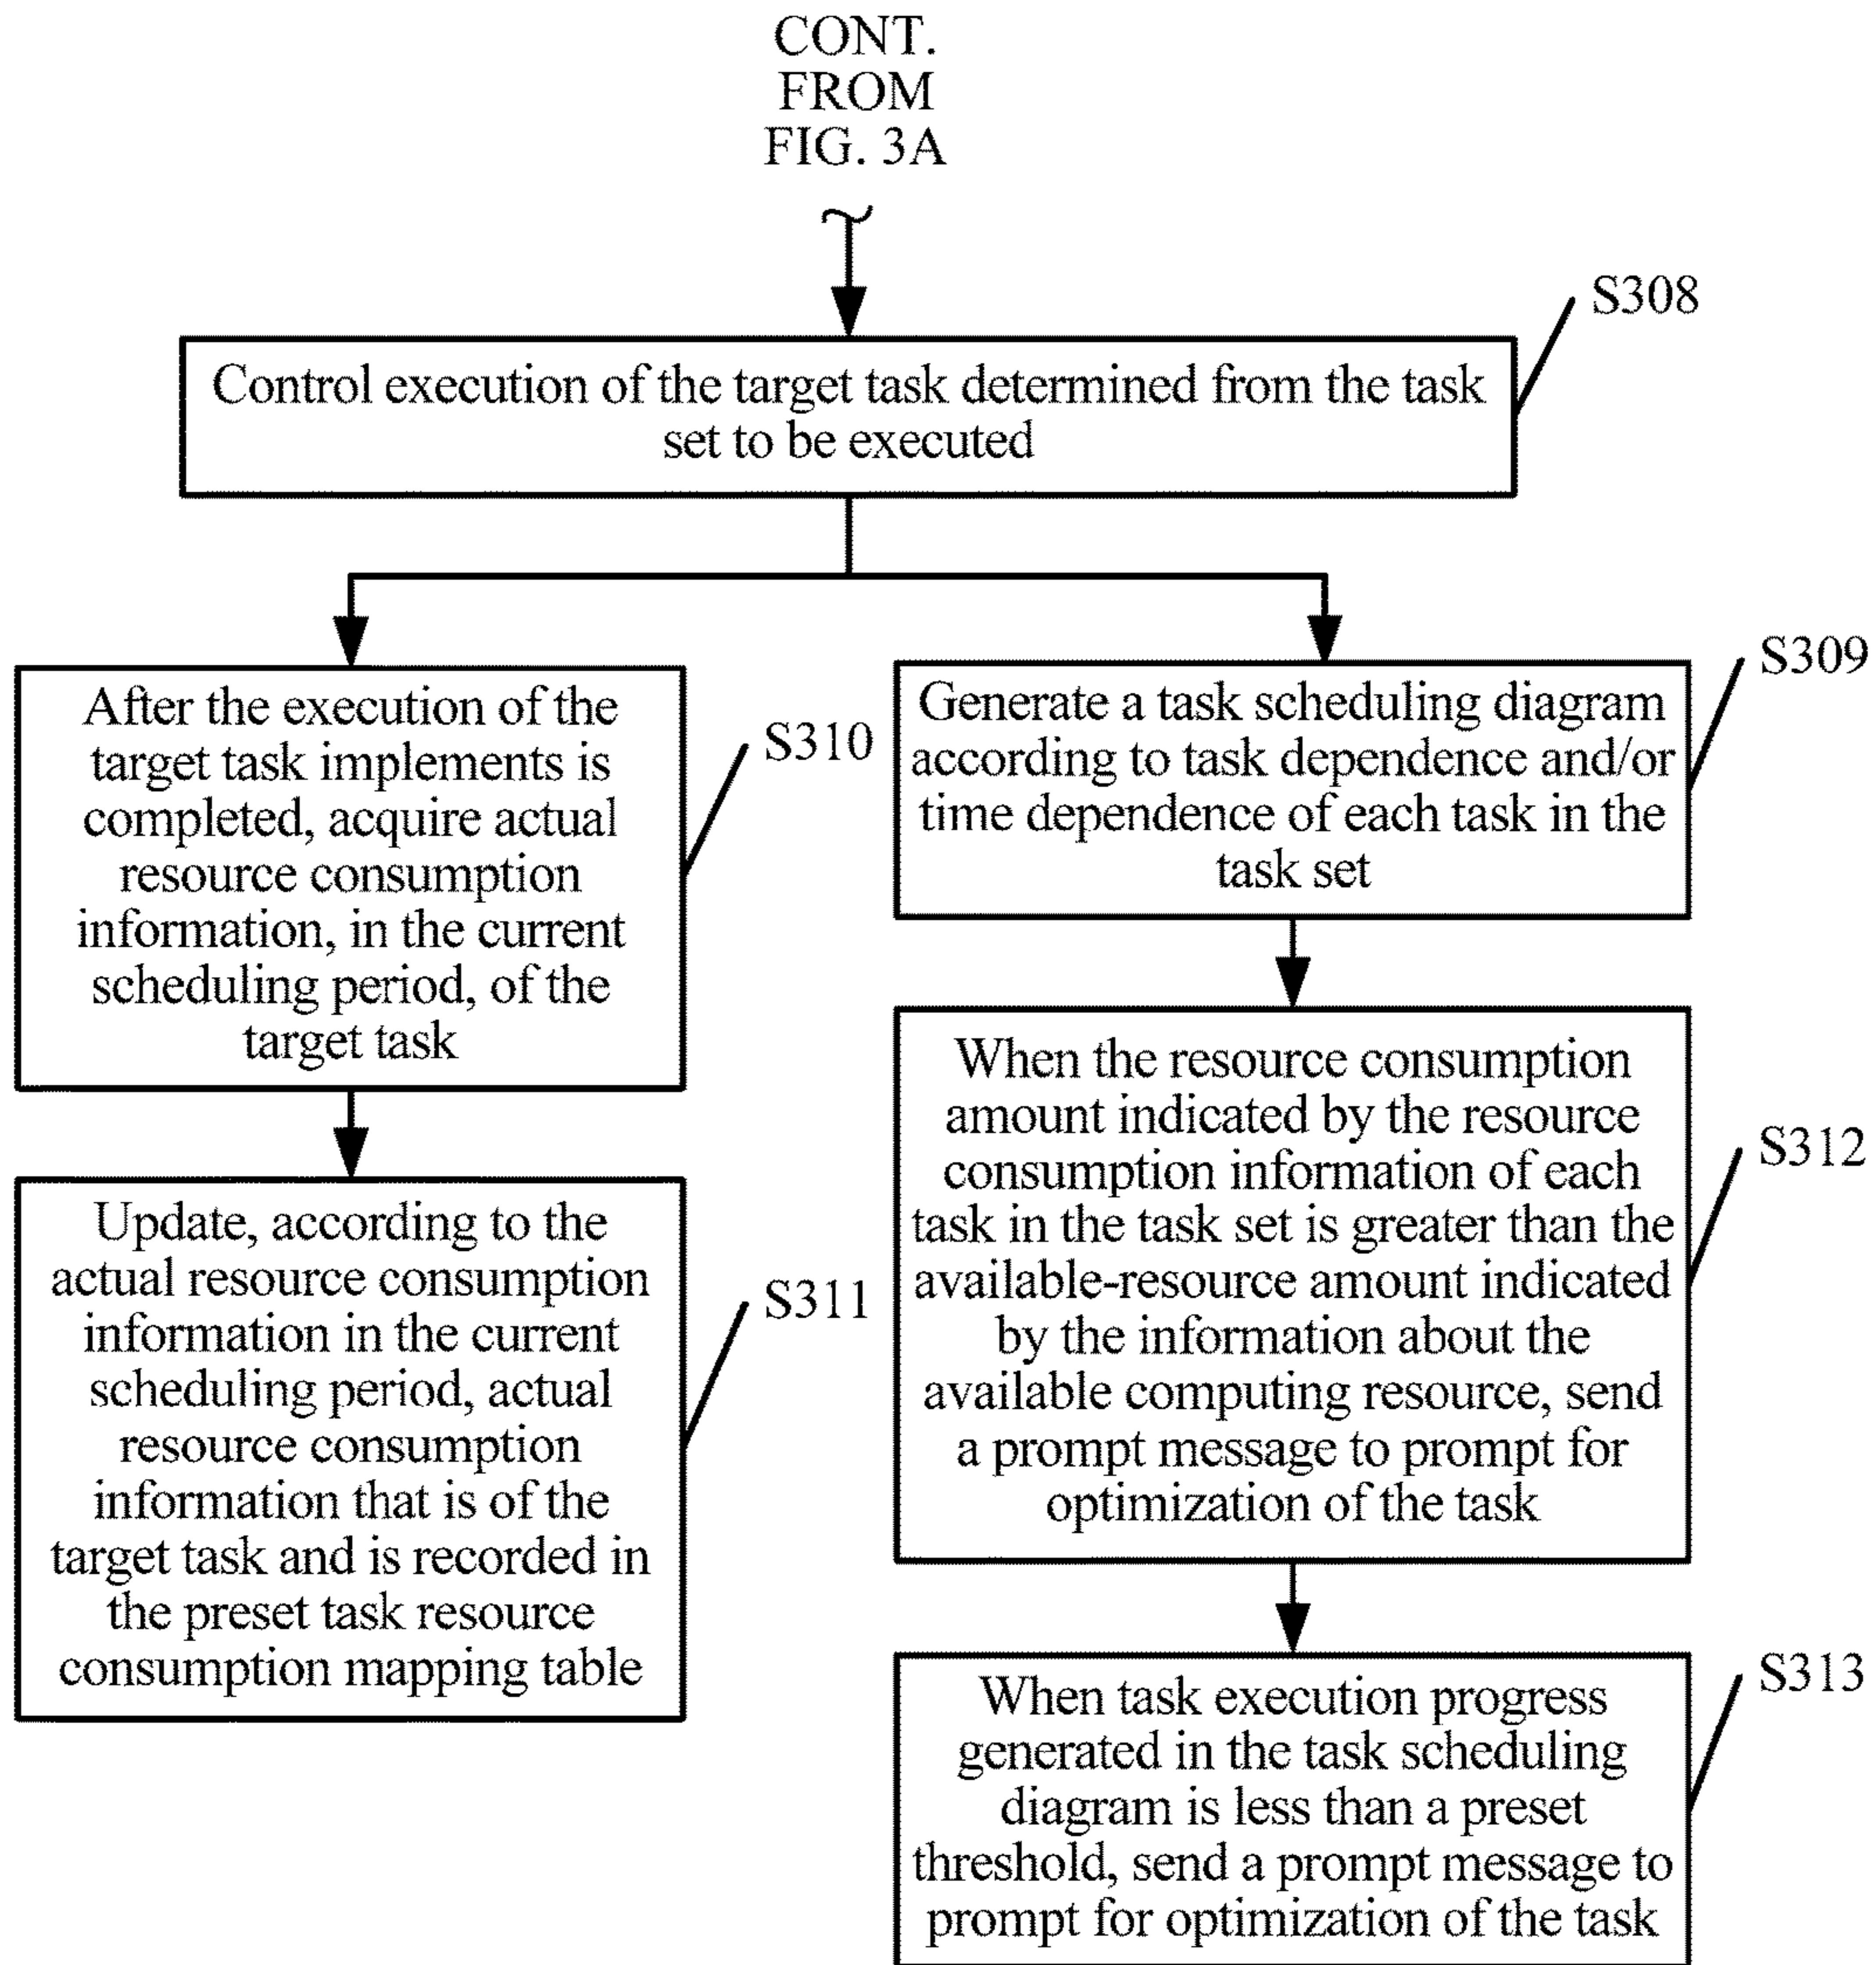 CONT.
FROM
FIG. 3A
S308
Control execution of the target task determined from the task
set to be executed
After the execution of the
target task implements is
completed, acquire actual
resource consumption
information, in the current
scheduling period, of the
target task
S310
Update, according to the
actual resource consumption
information in the current
scheduling period, actual
resource consumption
information that is of the
target task and is recorded in
the preset task resource
consumption mapping table
S311
Generate a task scheduling diagram
according to task dependence and/or
time dependence of each task in the
task set
S309
When the resource consumption
amount indicated by the resource
consumption information of each
task in the task set is greater than the
available-resource amount indicated
by the information about the
available computing resource, send
a prompt message to prompt for
optimization of the task
S312
When task execution progress
generated in the task scheduling
diagram is less than a preset
threshold, send a prompt message to
prompt for optimization of the task
S313